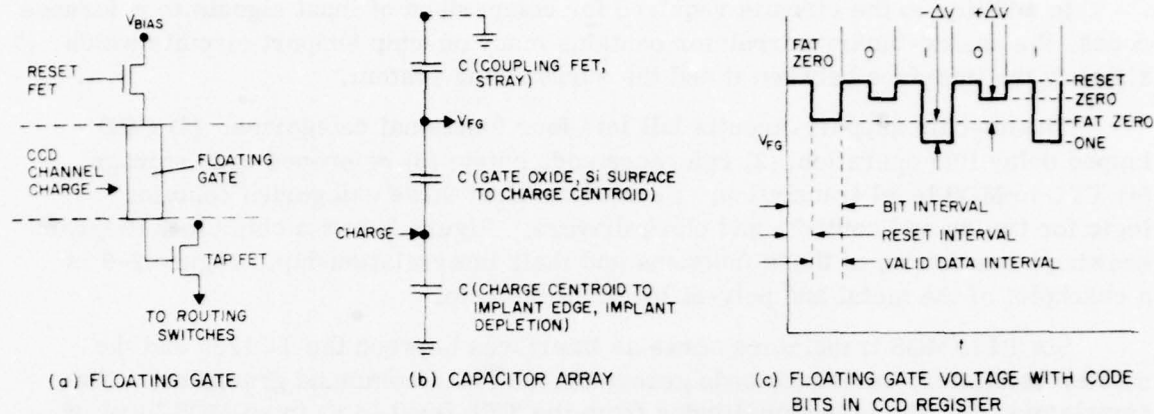 V_BIAS
RESET FET
CCD CHANNEL CHARGE
FLOATING GATE
TAP FET
TO ROUTING SWITCHES
(a) FLOATING GATE
C (COUPLING FET, STRAY)
V_FG
C (GATE OXIDE, Si SURFACE TO CHARGE CENTROID)
CHARGE
C (CHARGE CENTROID TO IMPLANT EDGE, IMPLANT DEPLETION)
(b) CAPACITOR ARRAY
-ΔV +ΔV
FAT ZERO
0 1 0 1
RESET
ZERO
FAT ZERO
ONE
V_FG
BIT INTERVAL
RESET INTERVAL
VALID DATA INTERVAL
(c) FLOATING GATE VOLTAGE WITH CODE BITS IN CCD REGISTER